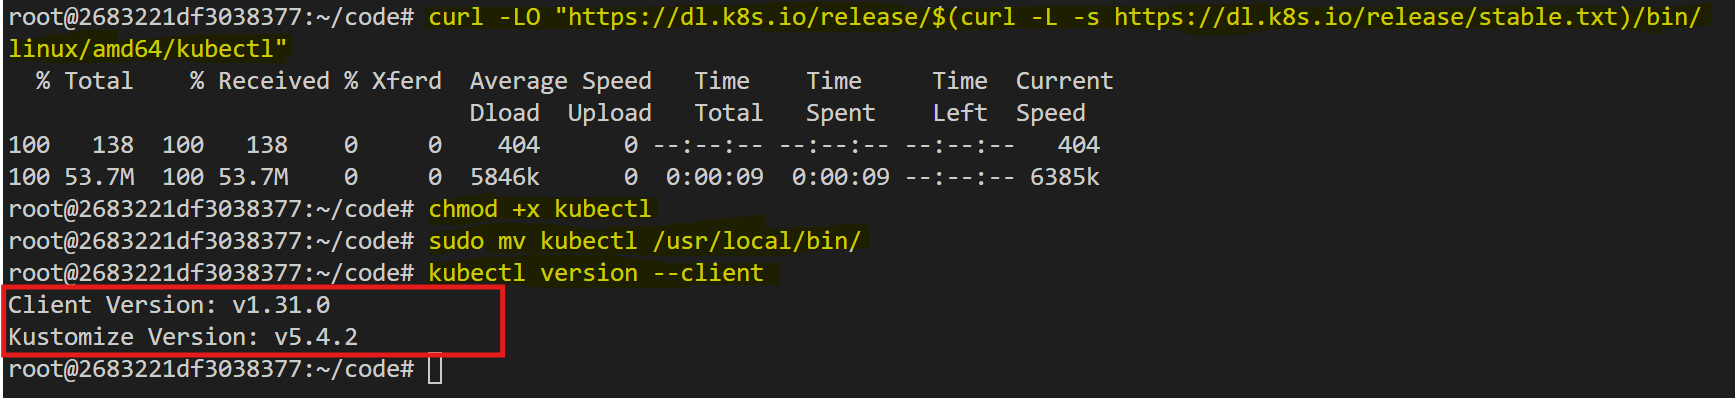 root@2683221df3038377:~/code# curl -LO "https://dl.k8s.io/release/$(curl -L -s https://dl.k8s.io/release/stable.txt)/bin/
linux/amd64/kubectl"
  % Total    % Received % Xferd  Average Speed   Time    Time     Time  Current
                                 Dload  Upload   Total   Spent    Left  Speed
100   138  100   138    0     0    404      0 --:--:-- --:--:-- --:--:--   404
100 53.7M  100 53.7M    0     0  5846k      0  0:00:09  0:00:09 --:--:-- 6385k
root@2683221df3038377:~/code# chmod +x kubectl
root@2683221df3038377:~/code# sudo mv kubectl /usr/local/bin/
root@2683221df3038377:~/code# kubectl version --client
Client Version: v1.31.0
Kustomize Version: v5.4.2
root@2683221df3038377:~/code#